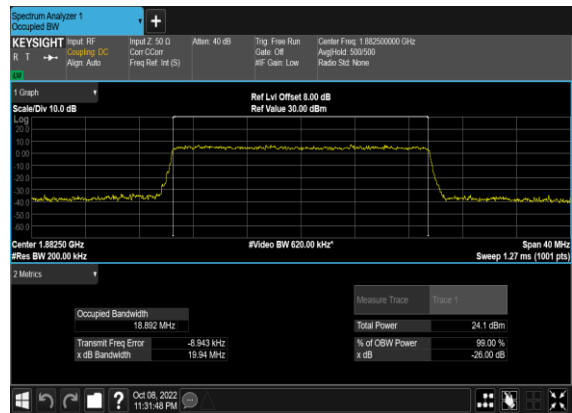 Spectrum Analyzer 1
Occupied BW
+
KEYSIGHT Input: RF Input Z: 50 Ω Atten: 40 dB Trig: Free Run Center Freq: 1.882500000 GHz
R T Coupling: DC Corr CCorr Gate: Off Avg|Hold: 500/500
Align: Auto Freq Ref: Int (S) #IF Gain: Low Radio Std: None
1 Graph
Ref Lvl Offset 8.00 dB
Scale/Div 10.0 dB Ref Value 30.00 dBm
Log
20.0
10.0
0.00
-10.0
-20.0
-30.0
-40.0
-50.0
-60.0
Center 1.88250 GHz #Video BW 620.00 kHz* Span 40 MHz
#Res BW 200.00 kHz Sweep 1.27 ms (1001 pts)
2 Metrics
Measure Trace Trace 1
Occupied Bandwidth
18.892 MHz Total Power 24.1 dBm
Transmit Freq Error -8.943 kHz % of OBW Power 99.00 %
x dB Bandwidth 19.94 MHz x dB -26.00 dB
? Oct 08, 2022
11:31:48 PM